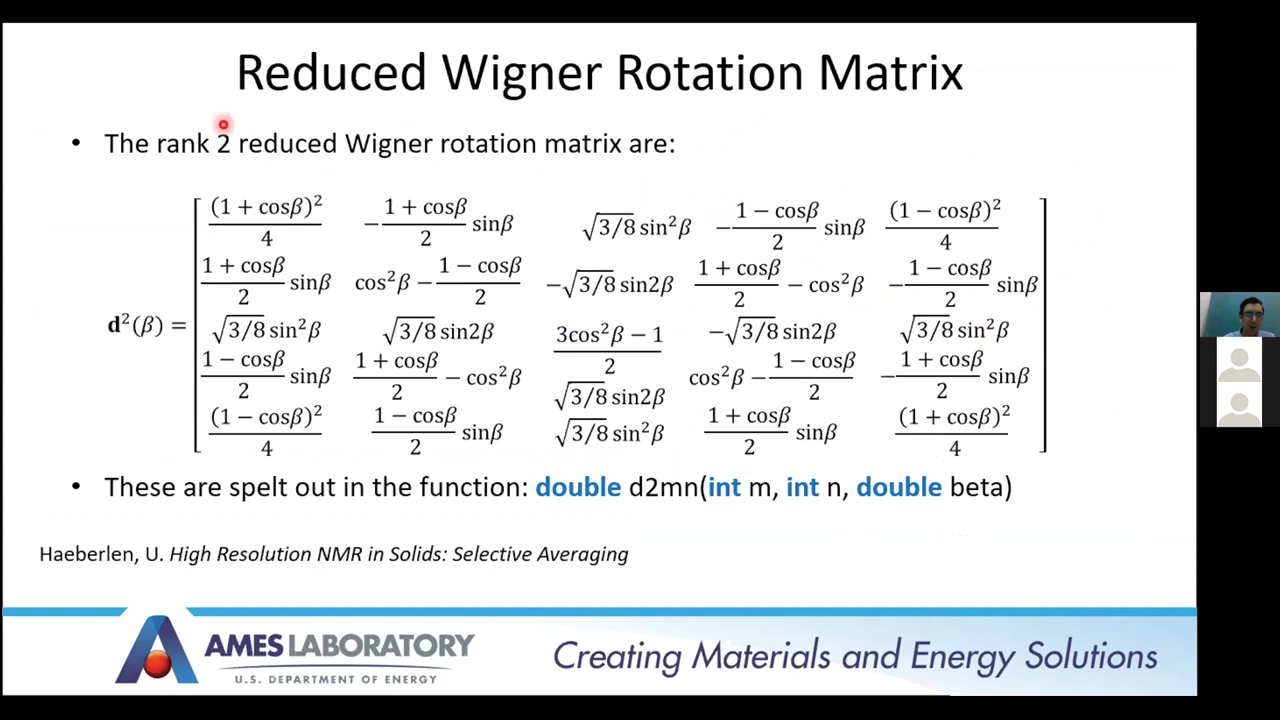 Reduced Wigner Rotation Matrix
• The rank 2 reduced Wigner rotation matrix are:
(1 + cosβ)²/4   −(1 + cosβ)/2 sinβ   √3/8 sin²β   −(1 − cosβ)/2 sinβ   (1 − cosβ)²/4
(1 + cosβ)/2 sinβ   cos²β − (1 − cosβ)/2   −√3/8 sin2β   (1 + cosβ)/2 − cos²β   −(1 − cosβ)/2 sinβ
d²(β) = √3/8 sin²β   √3/8 sin2β   (3cos²β − 1)/2   −√3/8 sin2β   √3/8 sin²β
(1 − cosβ)/2 sinβ   (1 + cosβ)/2 − cos²β   √3/8 sin2β   cos²β − (1 − cosβ)/2   −(1 + cosβ)/2 sinβ
(1 − cosβ)²/4   (1 − cosβ)/2 sinβ   √3/8 sin²β   (1 + cosβ)/2 sinβ   (1 + cosβ)²/4
• These are spelt out in the function: double d2mn(int m, int n, double beta)
Haeberlen, U. High Resolution NMR in Solids: Selective Averaging
AMES LABORATORY
U.S. DEPARTMENT OF ENERGY
Creating Materials and Energy Solutions